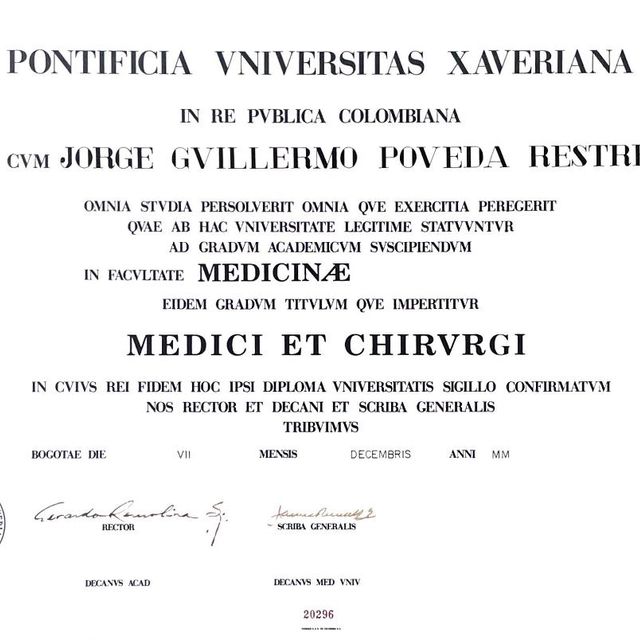 PONTIFICIA VNIVERSITAS XAVERIANA
IN RE PVBLICA COLOMBIANA
CVM JORGE GVILLERMO POVEDA RESTRI
OMNIA STVDIA PERSOLVERIT OMNIA QVE EXERCITIA PEREGERIT
QVAE AB HAC VNIVERSITATE LEGITIME STATVVNTVR
AD GRADVM ACADEMICVM SVSCIPIENDVM
IN FACVLTATE MEDICINÆ
EIDEM GRADVM TITVLVM QVE IMPERTITVR
MEDICI ET CHIRVRGI
IN CVIVS REI FIDEM HOC IPSI DIPLOMA VNIVERSITATIS SIGILLO CONFIRMATVM
NOS RECTOR ET DECANI ET SCRIBA GENERALIS
TRIBVIMVS
BOGOTAE DIE VII MENSIS DECEMBRIS ANNI MM
Gerardo Remolina S.j.
RECTOR SCRIBA GENERALIS
DECANVS ACAD DECANVS MED VNIV
20296